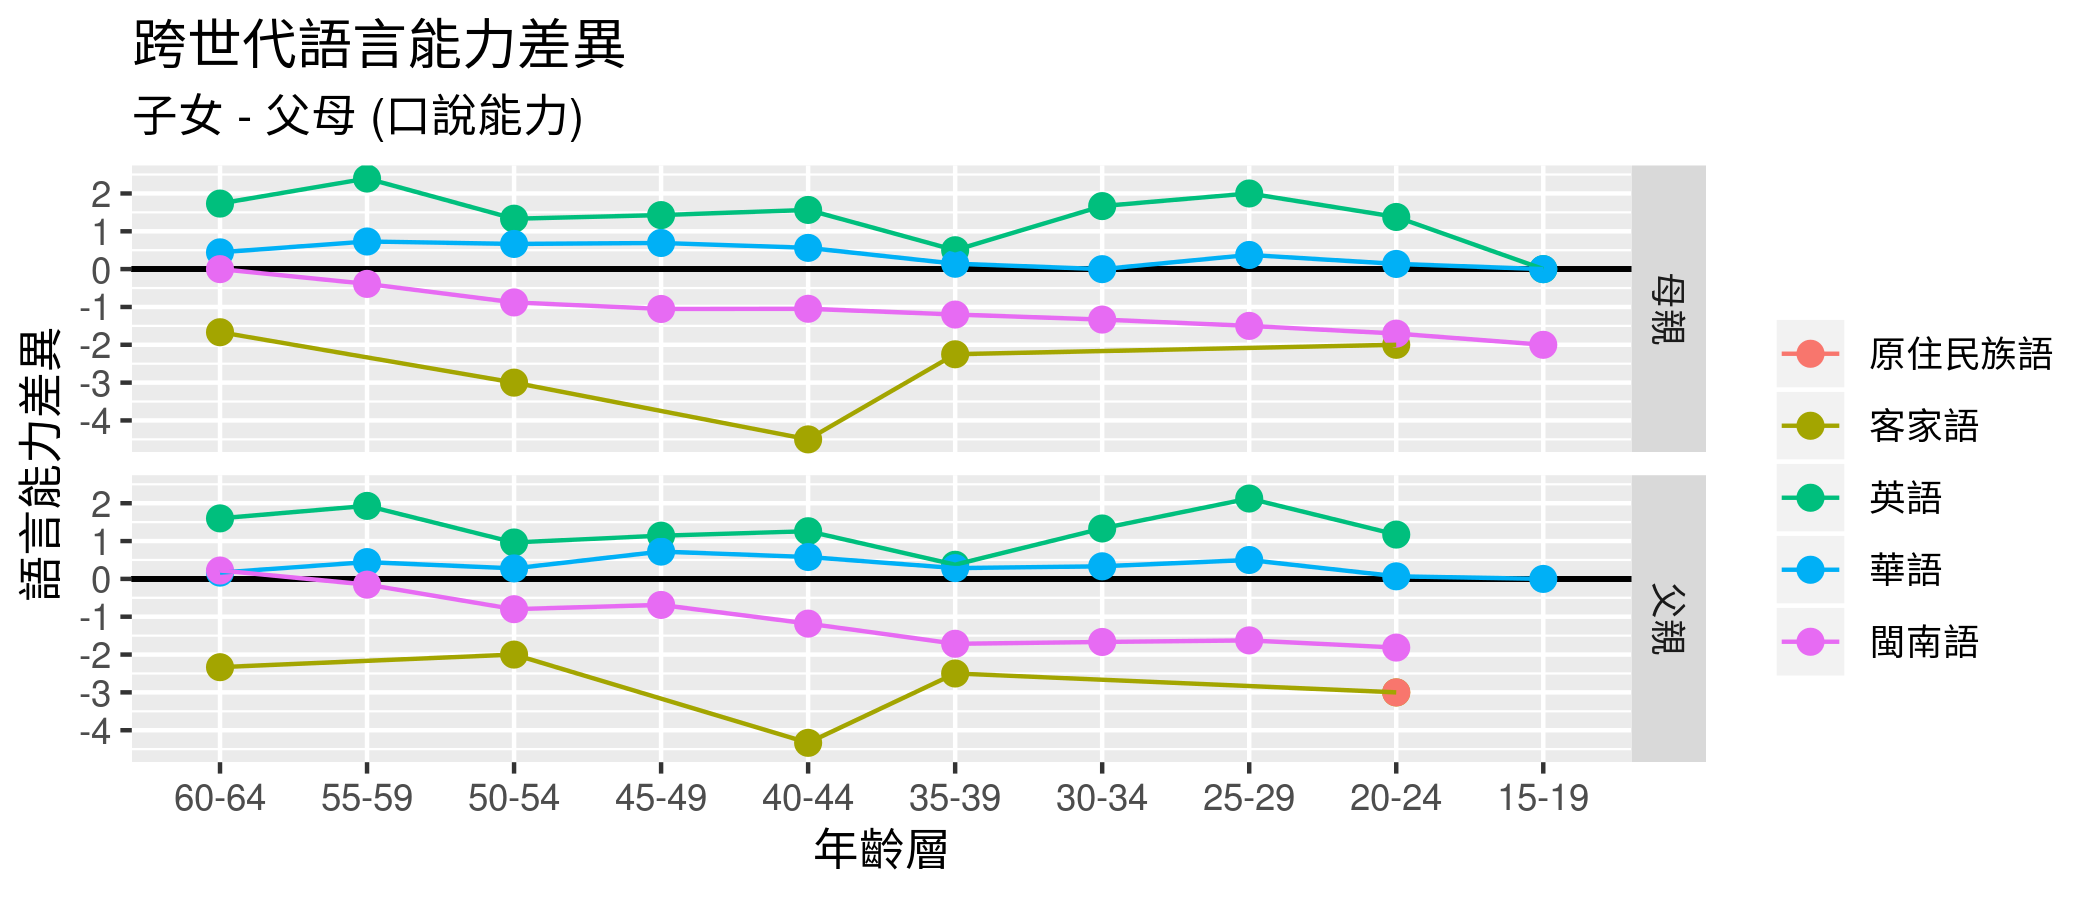 跨世代語言能力差異
子女 - 父母 (口說能力)
語言能力差異
2
1
0
-1
-2
-3
-4
母親
2
1
0
-1
-2
-3
-4
父親
60-64 55-59 50-54 45-49 40-44 35-39 30-34 25-29 20-24 15-19
年齡層
原住民族語
客家語
英語
華語
閩南語